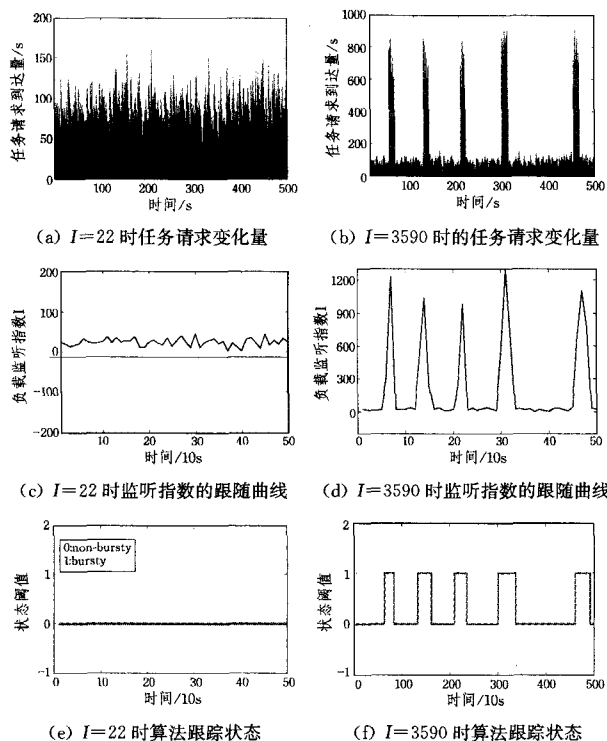 (a) I=22 时任务请求变化量
任务请求到达量/s
200
150
100
50
0
100 200 300 400 500
时间/s
(b) I=3590 时的任务请求变化量
任务请求到达量/s
1000
800
600
400
200
0
100 200 300 400 500
时间/s
(c) I=22 时监听指数的跟随曲线
负载监听指数I
200
100
0
-100
-200
10 20 30 40 50
时间/10s
(d) I=3590 时监听指数的跟随曲线
负载监听指数I
1200
900
600
300
0
0 10 20 30 40 50
时间/10s
(e) I=22 时算法跟踪状态
状态阈值
2
1
0
-1
0:non-bursty
1:bursty
0 10 20 30 40 50
时间/10s
(f) I=3590 时算法跟踪状态
状态阈值
2
1
0
-1
0 100 200 300 400 500
时间/10s